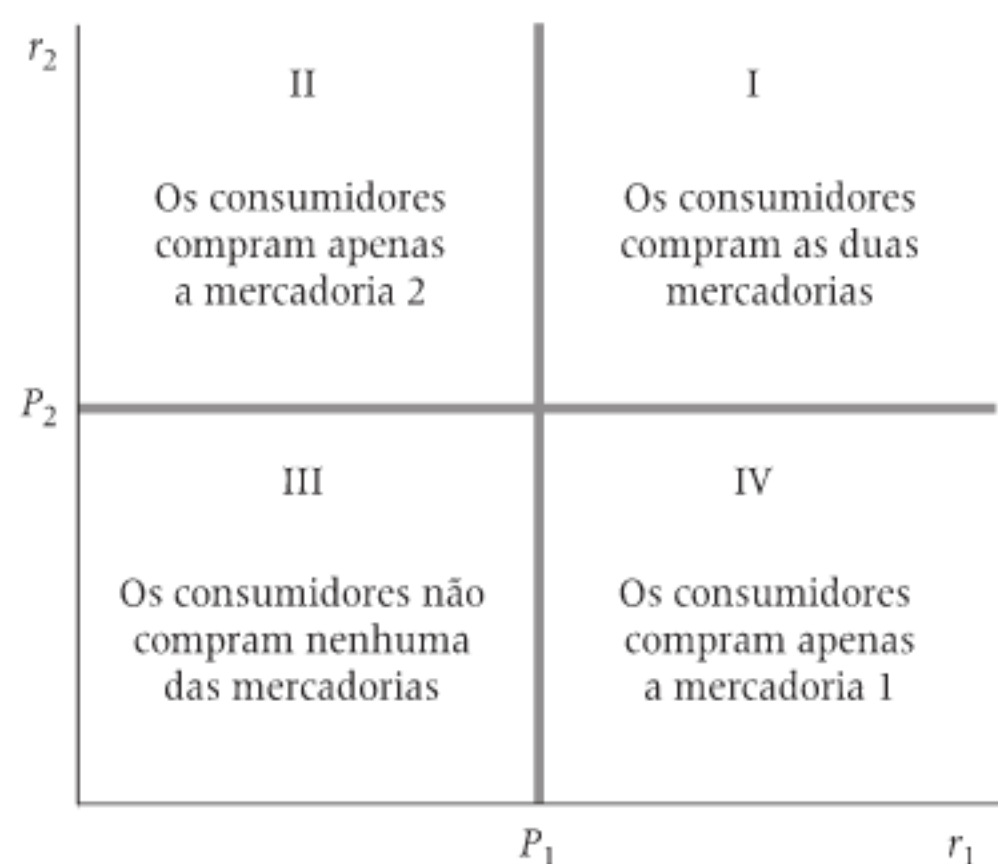 r2
II
Os consumidores
compram apenas
a mercadoria 2
I
Os consumidores
compram as duas
mercadorias
P2
III
Os consumidores não
compram nenhuma
das mercadorias
IV
Os consumidores
compram apenas
a mercadoria 1
P1
r1